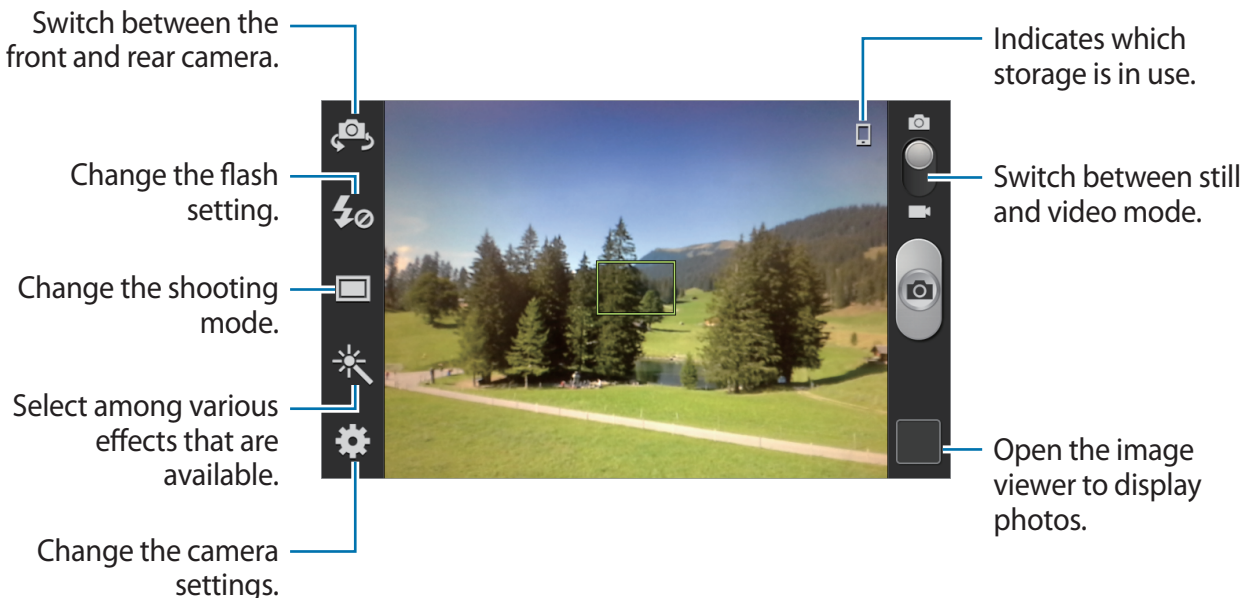 Switch between the
front and rear camera.
Change the flash
setting.
Change the shooting
mode.
Select among various
effects that are
available.
Change the camera
settings.
Indicates which
storage is in use.
Switch between still
and video mode.
Open the image
viewer to display
photos.